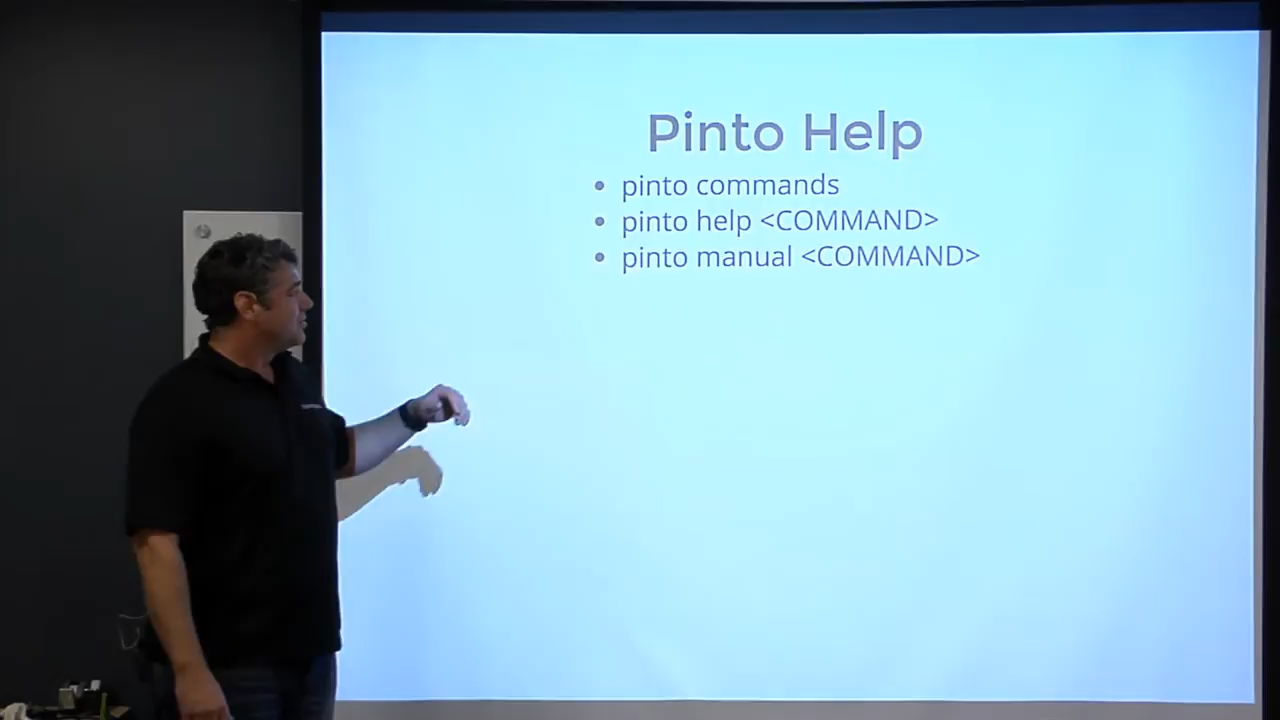 Pinto Help
• pinto commands
• pinto help <COMMAND>
• pinto manual <COMMAND>